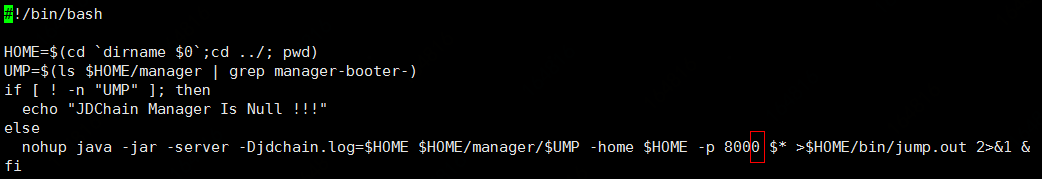 #!/bin/bash
HOME=$(cd `dirname $0`;cd ../; pwd)
UMP=$(ls $HOME/manager | grep manager-booter-)
if [ ! -n "UMP" ]; then
echo "JDChain Manager Is Null !!!"
else
nohup java -jar -server -Djdchain.log=$HOME $HOME/manager/$UMP -home $HOME -p 8000 $* >$HOME/bin/jump.out 2>&1 &
fi